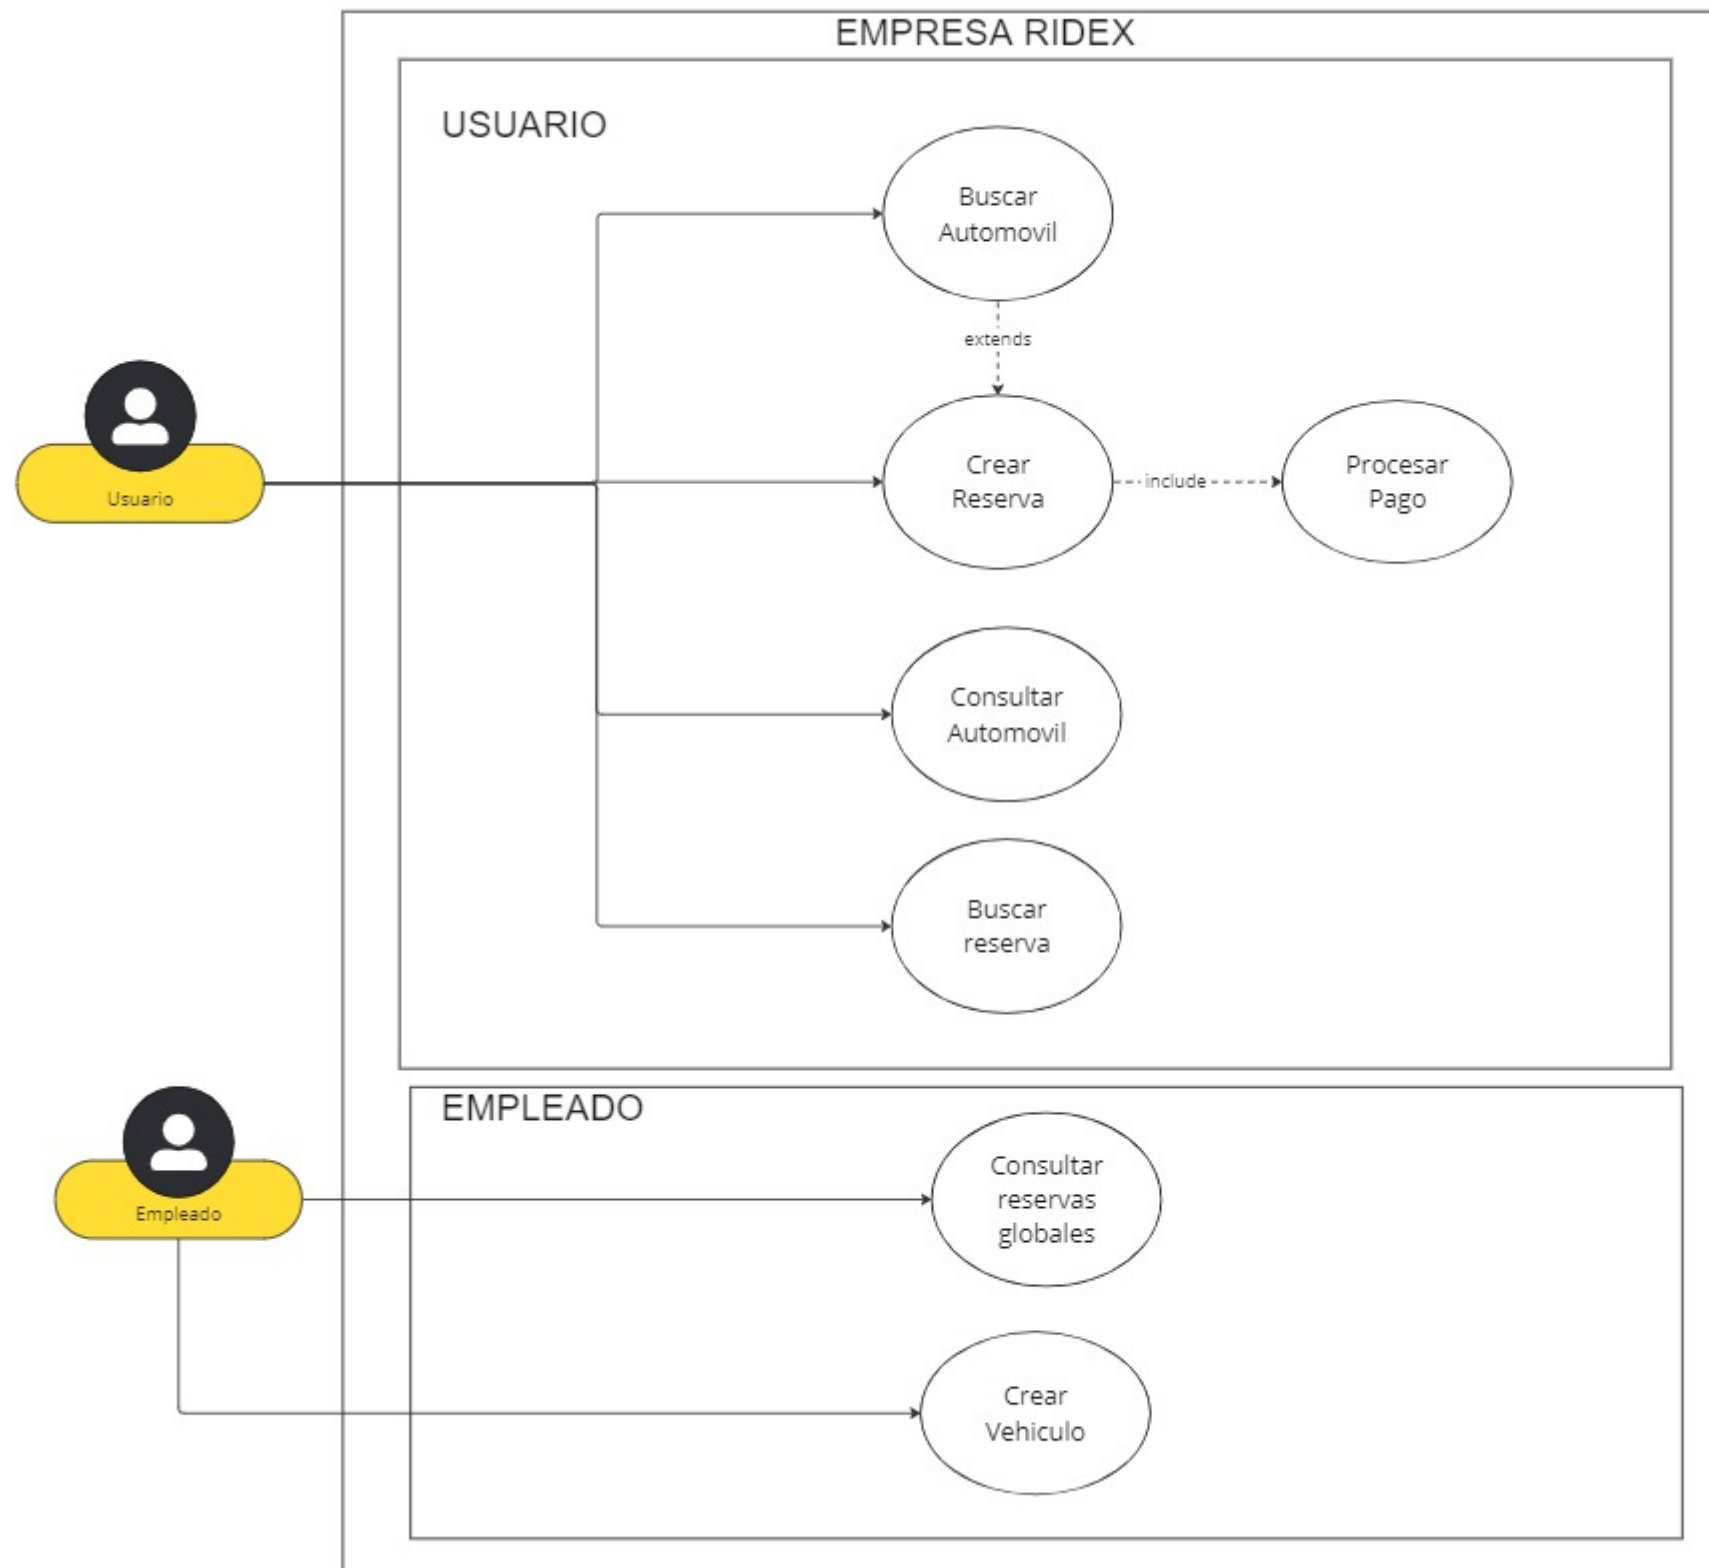 EMPRESA RIDEX
USUARIO
Buscar
Automovil
extends
Usuario
Crear
Reserva
include
Procesar
Pago
Consultar
Automovil
Buscar
reserva
EMPLEADO
Empleado
Consultar
reservas
globales
Crear
Vehiculo